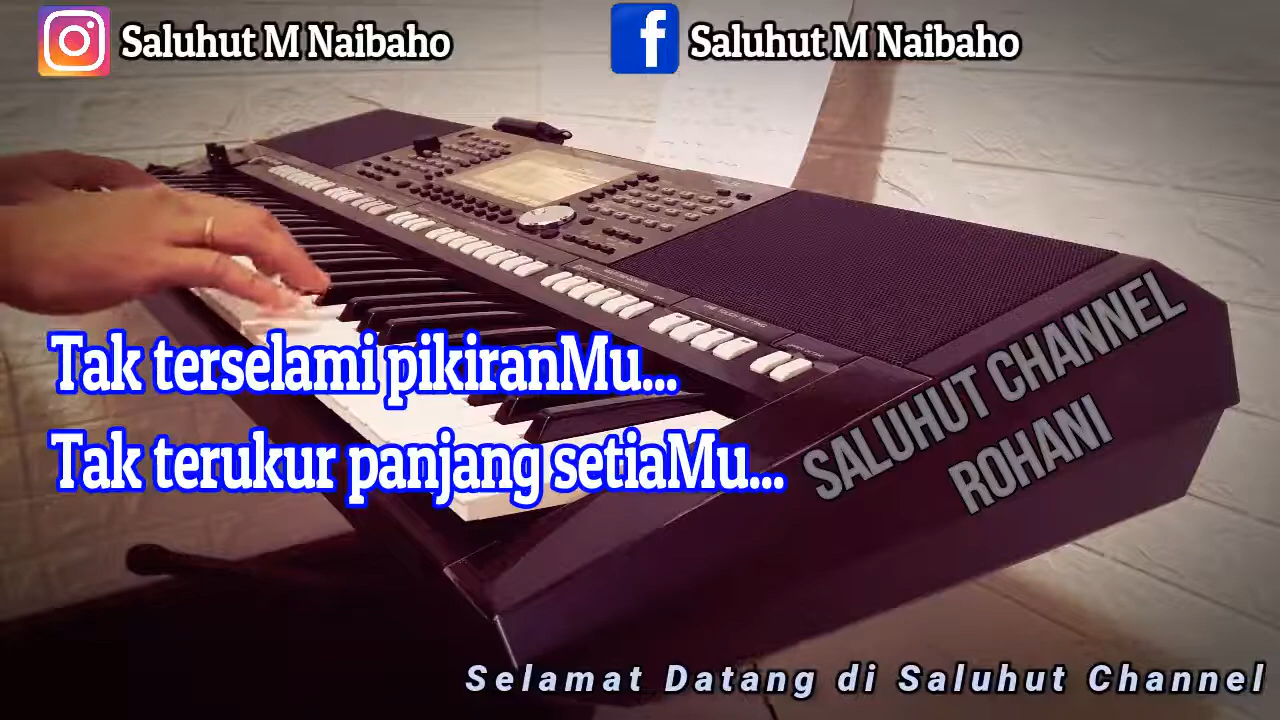 Saluhut M Naibaho
Saluhut M Naibaho
Tak terselami pikiranMu...
Tak terukur panjang setiaMu...
SALUHUT CHANNEL
ROHANI
Selamat Datang di Saluhut Channel